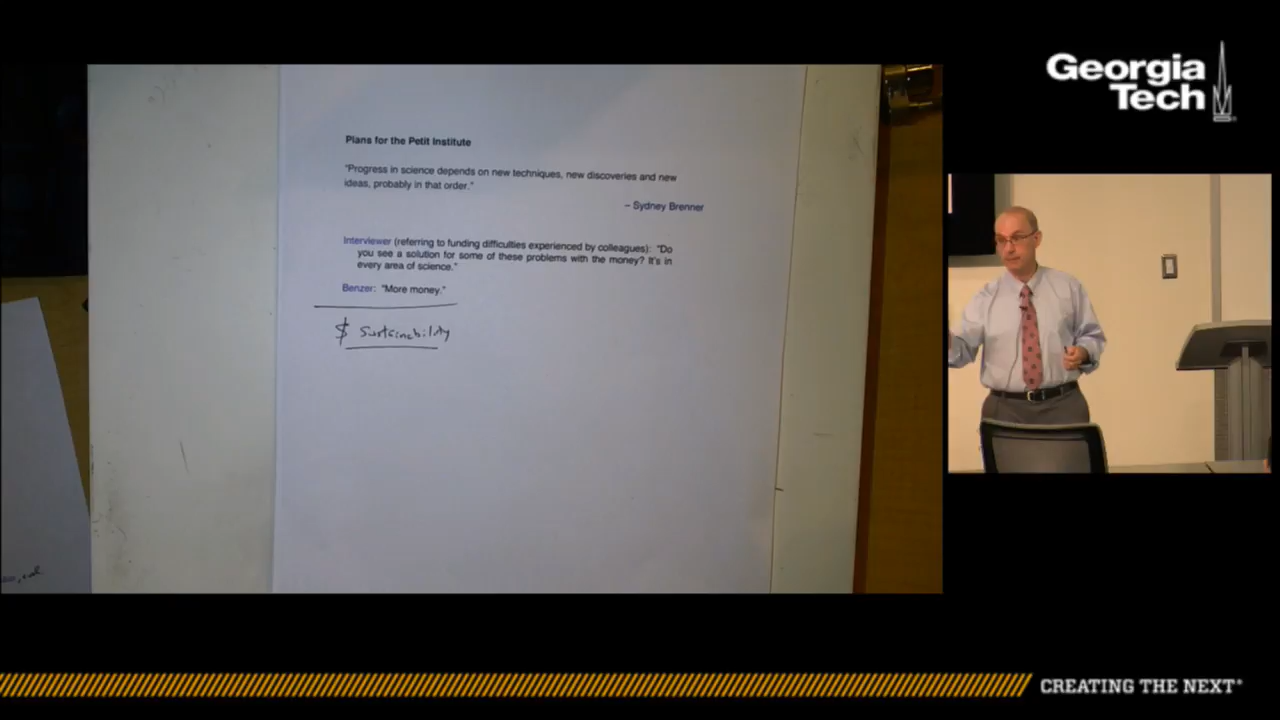 Georgia
Tech
Plans for the Petit Institute
"Progress in science depends on new techniques, new discoveries and new
ideas, probably in that order."
– Sydney Brenner
Interviewer (referring to funding difficulties experienced by colleagues): "Do
you see a solution for some of these problems with the money? It's in
every area of science."
Benzer: "More money."
$ Sustainability
CREATING THE NEXT®